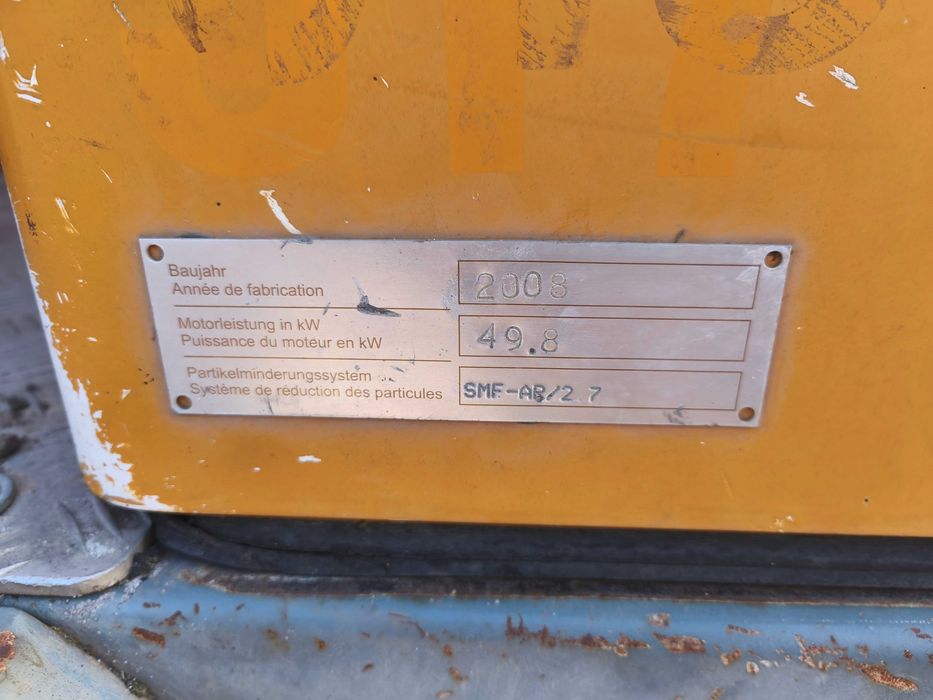 Baujahr
Année de fabrication
2008
Motorleistung in kW
Puissance du moteur en kW
49.8
Partikelminderungssystem
Système de réduction des particules
SMF-AB/2.7